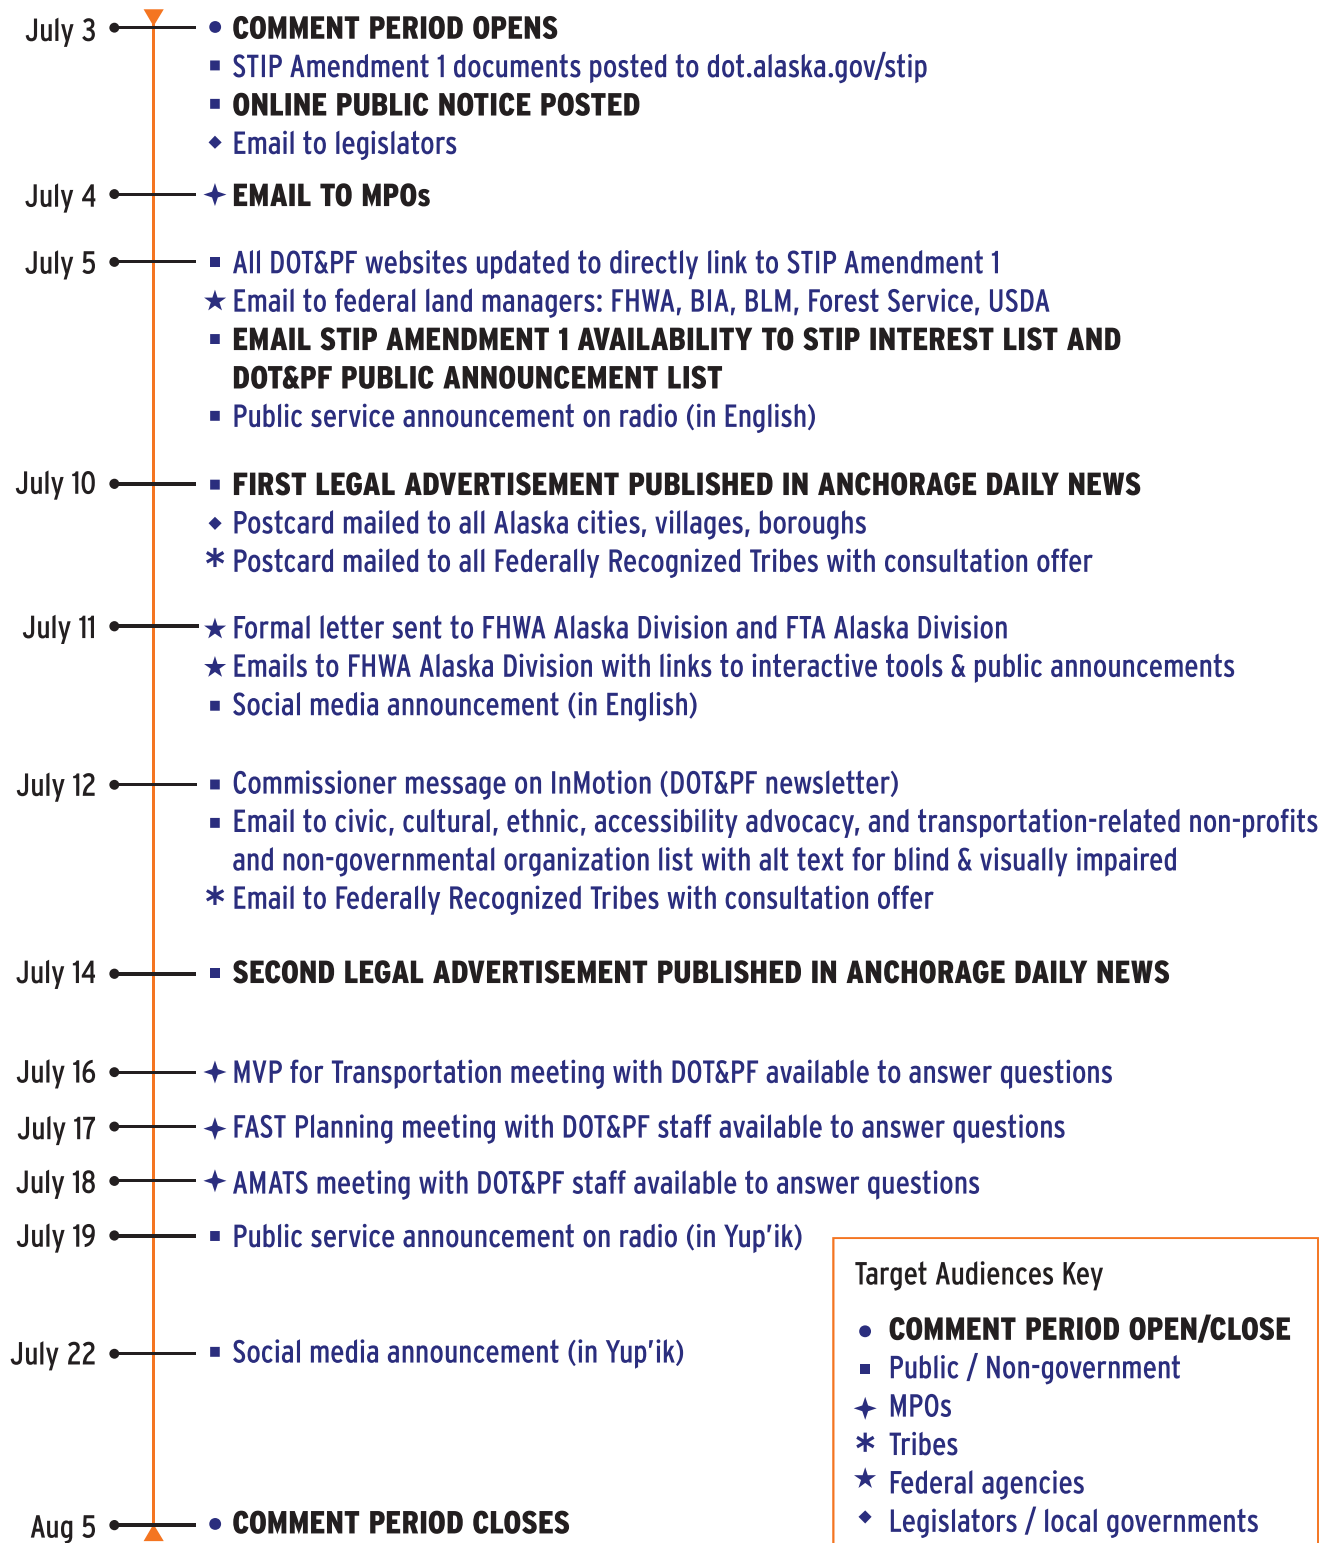 July 3
COMMENT PERIOD OPENS
STIP Amendment 1 documents posted to dot.alaska.gov/stip
ONLINE PUBLIC NOTICE POSTED
Email to legislators
July 4
EMAIL TO MPOs
July 5
All DOT&PF websites updated to directly link to STIP Amendment 1
Email to federal land managers: FHWA, BIA, BLM, Forest Service, USDA
EMAIL STIP AMENDMENT 1 AVAILABILITY TO STIP INTEREST LIST AND
DOT&PF PUBLIC ANNOUNCEMENT LIST
Public service announcement on radio (in English)
July 10
FIRST LEGAL ADVERTISEMENT PUBLISHED IN ANCHORAGE DAILY NEWS
Postcard mailed to all Alaska cities, villages, boroughs
Postcard mailed to all Federally Recognized Tribes with consultation offer
July 11
Formal letter sent to FHWA Alaska Division and FTA Alaska Division
Emails to FHWA Alaska Division with links to interactive tools & public announcements
Social media announcement (in English)
July 12
Commissioner message on InMotion (DOT&PF newsletter)
Email to civic, cultural, ethnic, accessibility advocacy, and transportation-related non-profits
and non-governmental organization list with alt text for blind & visually impaired
Email to Federally Recognized Tribes with consultation offer
July 14
SECOND LEGAL ADVERTISEMENT PUBLISHED IN ANCHORAGE DAILY NEWS
July 16
MVP for Transportation meeting with DOT&PF available to answer questions
July 17
FAST Planning meeting with DOT&PF staff available to answer questions
July 18
AMATS meeting with DOT&PF staff available to answer questions
July 19
Public service announcement on radio (in Yup’ik)
July 22
Social media announcement (in Yup’ik)
Aug 5
COMMENT PERIOD CLOSES
Target Audiences Key
COMMENT PERIOD OPEN/CLOSE
Public / Non-government
MPOs
Tribes
Federal agencies
Legislators / local governments